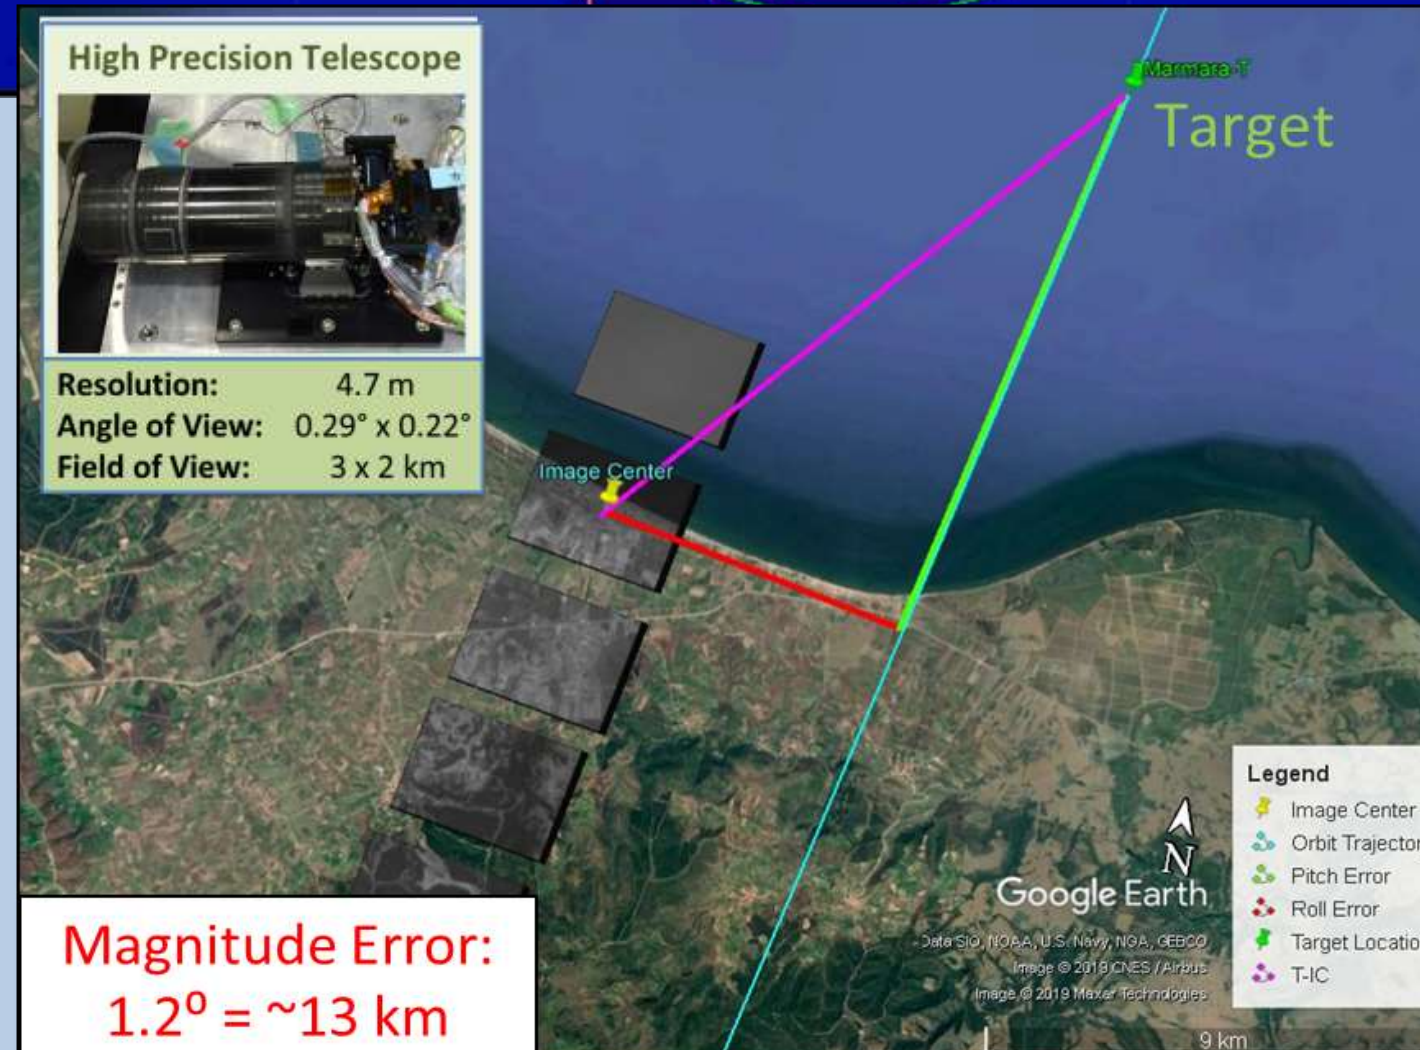 High Precision Telescope
Resolution: 4.7 m
Angle of View: 0.29° x 0.22°
Field of View: 3 x 2 km
Marmara-T
Target
Image Center
Legend
Image Center
Orbit Trajector
Pitch Error
Roll Error
Target Locatio
T-IC
N
Google Earth
Data SIO, NOAA, U.S. Navy, NGA, GEBCO
Image © 2019 CNES / Airbus
Image © 2019 Maxar Technologies
9 km
Magnitude Error:
1.2⁰ = ~13 km